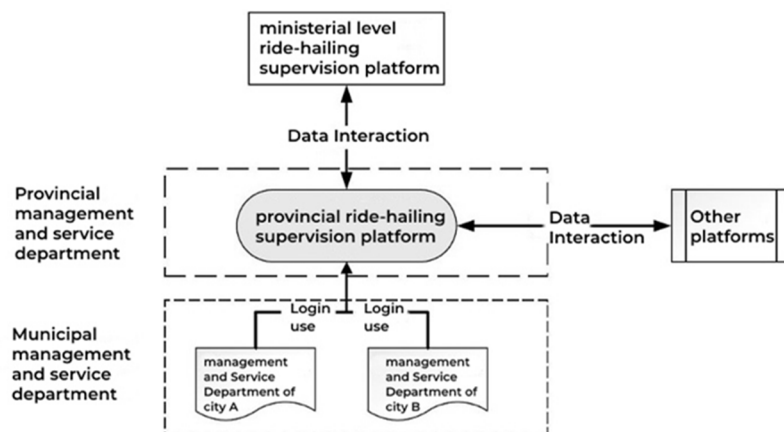 ministerial level
ride-hailing
supervision platform
Data Interaction
Provincial
management
and service
department
provincial ride-hailing
supervision platform
Data
Interaction
Other
platforms
Municipal
management
and service
department
Login
use
Login
use
management
and Service
Department of
city A
management
and Service
Department of
city B